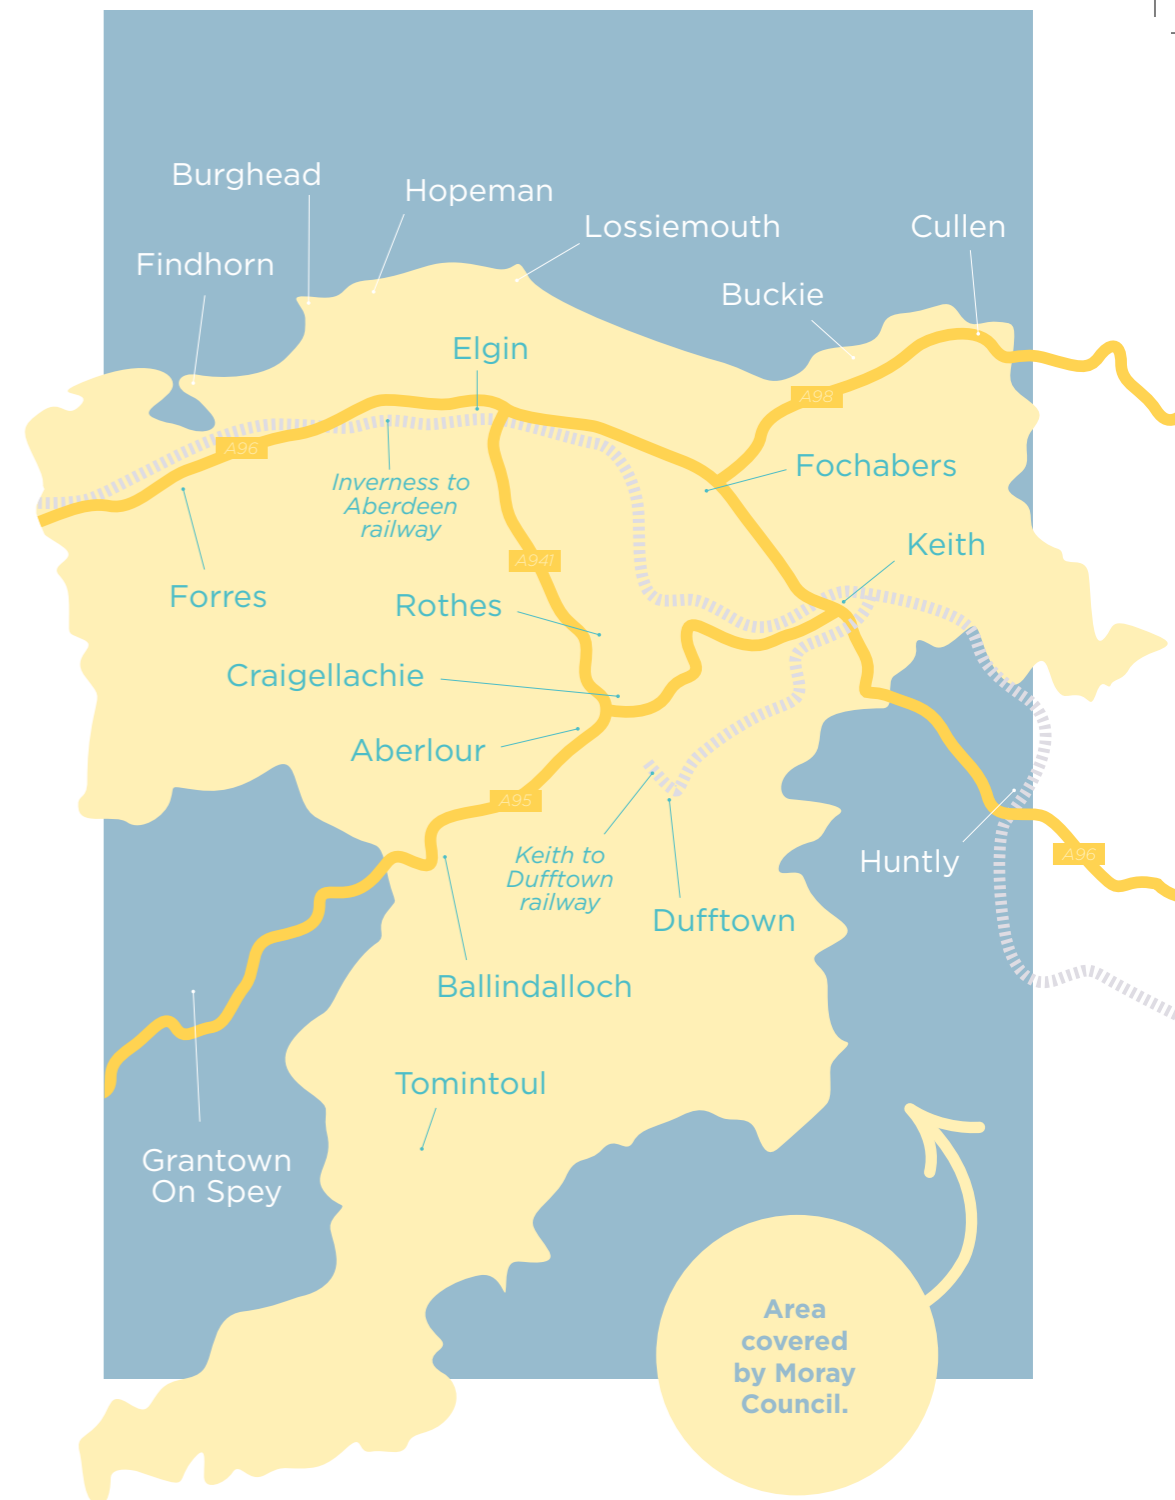 Burghead
Hopeman
Lossiemouth
Cullen
Findhorn
Buckie
Elgin
A98
A96
Fochabers
Inverness to
Aberdeen
railway
Keith
A941
Forres
Rothes
Craigellachie
Aberlour
A95
Keith to
Dufftown
railway
Huntly
A96
Dufftown
Ballindalloch
Tomintoul
Grantown
On Spey
Area
covered
by Moray
Council.